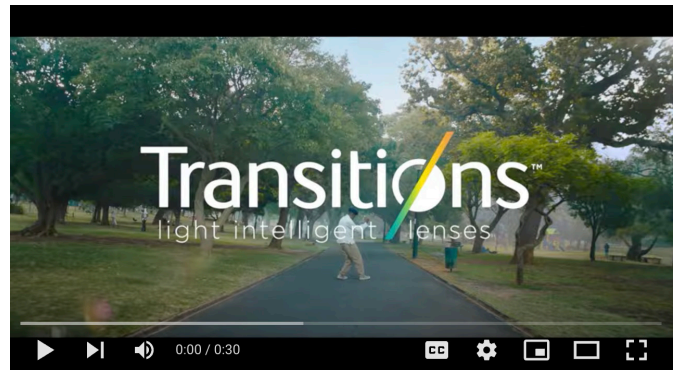 Transitions™
light intelligent lenses
0:00 / 0:30
CC